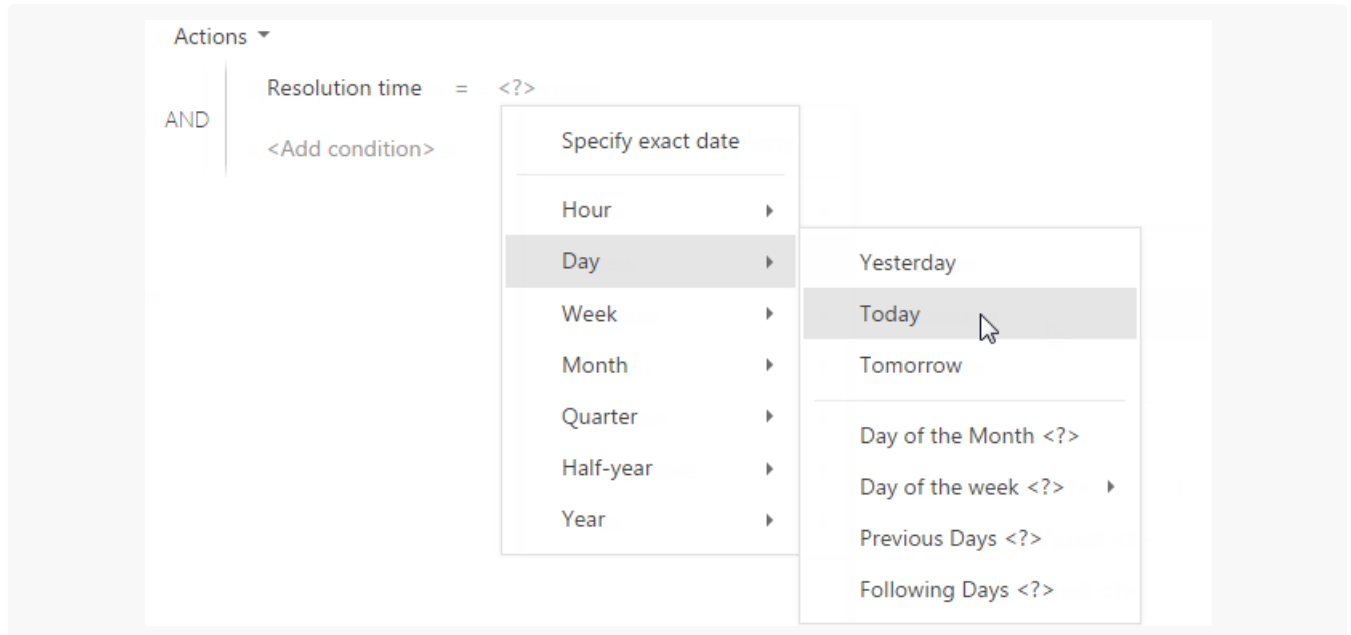 Actions
Resolution time = <?>
AND
<Add condition>
Specify exact date
Hour
Day
Week
Month
Quarter
Half-year
Year
Yesterday
Today
Tomorrow
Day of the Month <?>
Day of the week <?>
Previous Days <?>
Following Days <?>